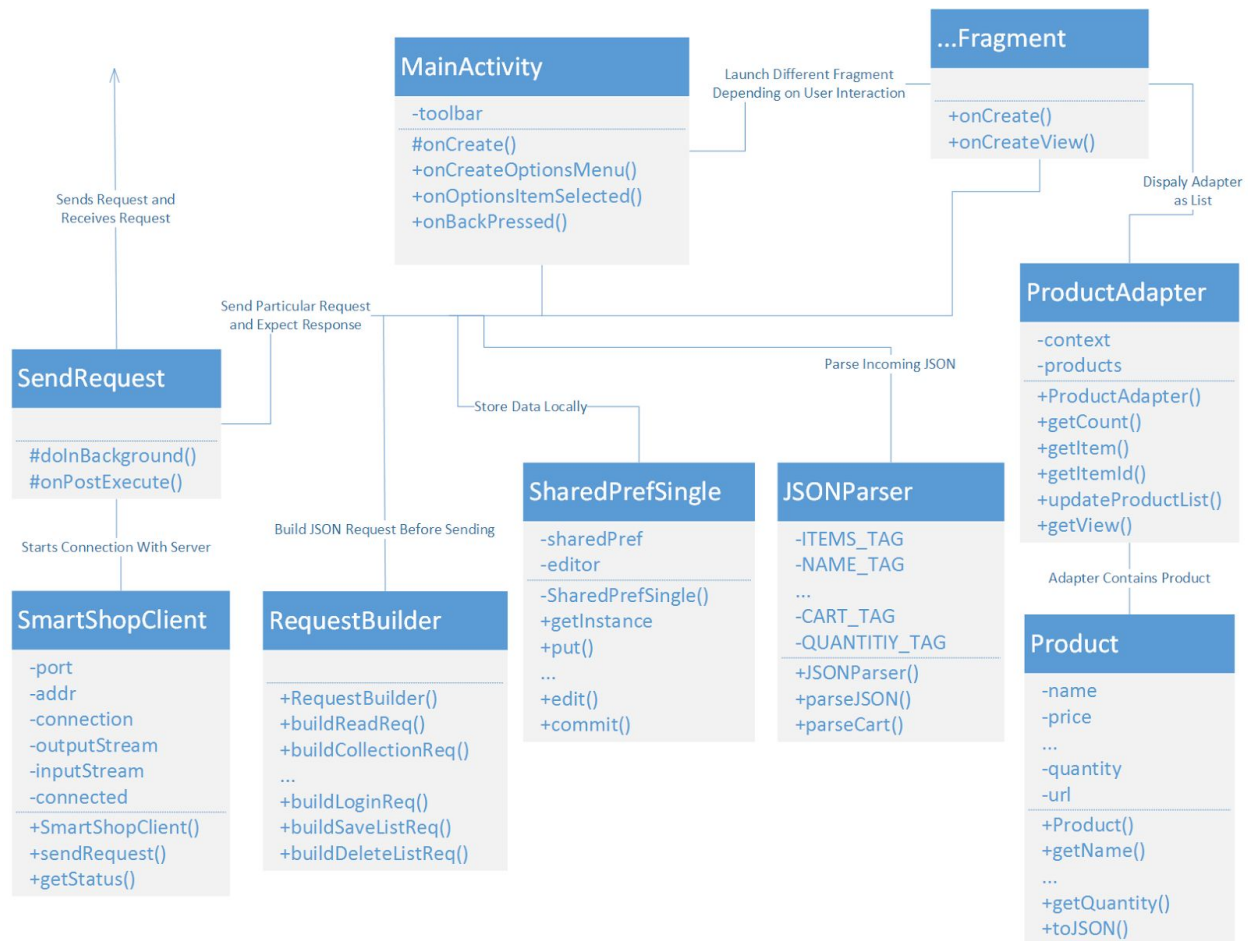 ...Fragment
+onCreate()
+onCreateView()
MainActivity
-toolbar
#onCreate()
+onCreateOptionsMenu()
+onOptionsItemSelected()
+onBackPressed()
Launch Different Fragment
Depending on User Interaction
Sends Request and
Receives Request
Dispaly Adapter
as List
Send Particular Request
and Expect Response
ProductAdapter
-context
-products
+ProductAdapter()
+getCount()
+getItem()
+getItemId()
+updateProductList()
+getView()
SendRequest
#doInBackground()
#onPostExecute()
Parse Incoming JSON
Store Data Locally
Starts Connection With Server
Build JSON Request Before Sending
SharedPrefSingle
-sharedPref
-editor
-SharedPrefSingle()
+getInstance
+put()
...
+edit()
+commit()
JSONParser
-ITEMS_TAG
-NAME_TAG
...
-CART_TAG
-QUANTITIY_TAG
+JSONParser()
+parseJSON()
+parseCart()
Adapter Contains Product
SmartShopClient
-port
-addr
-connection
-outputStream
-inputStream
-connected
+SmartShopClient()
+sendRequest()
+getStatus()
RequestBuilder
+RequestBuilder()
+buildReadReq()
+buildCollectionReq()
...
+buildLoginReq()
+buildSaveListReq()
+buildDeleteListReq()
Product
-name
-price
...
-quantity
-url
+Product()
+getName()
...
+getQuantity()
+toJSON()